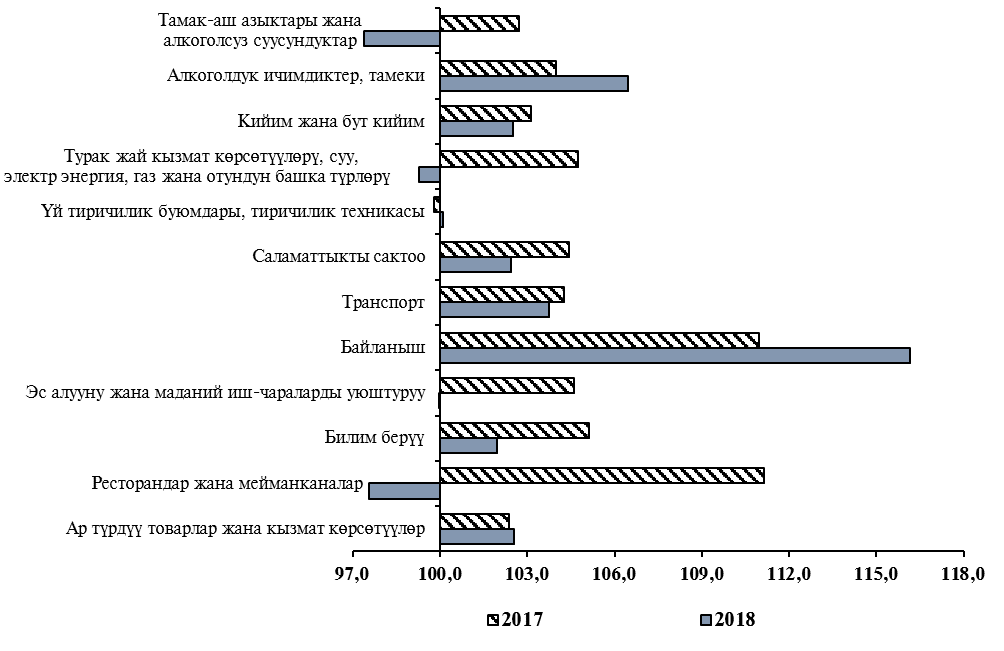 Тамак-аш азыктары жана
алкоголсуз суусундуктар
Алкоголдук ичимдиктер, тамеки
Кийим жана бут кийим
Турак жай кызмат көрсөтүүлөрү, суу,
электр энергия, газ жана отундун башка түрлөрү
Үй тиричилик буюмдары, тиричилик техникасы
Саламаттыкты сактоо
Транспорт
Байланыш
Эс алууну жана маданий иш-чараларды уюштуруу
Билим берүү
Ресторандар жана мейманканалар
Ар түрдүү товарлар жана кызмат көрсөтүүлөр
97,0 100,0 103,0 106,0 109,0 112,0 115,0 118,0
2017 2018